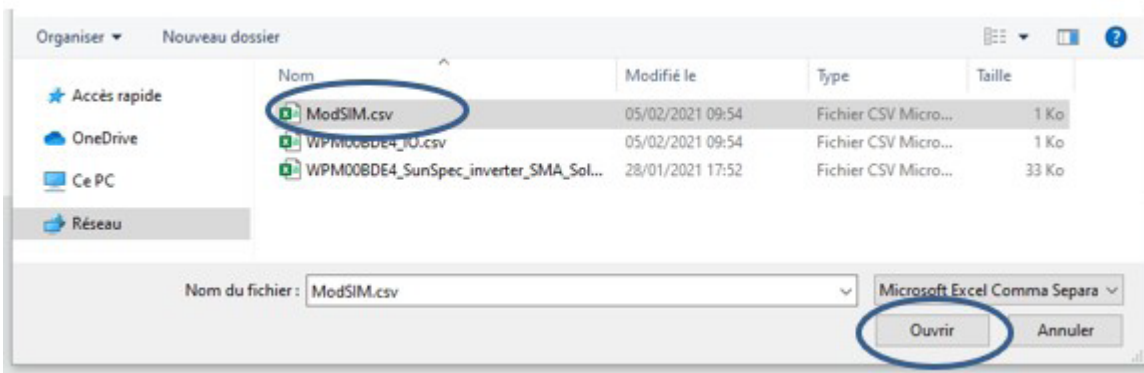 Organiser Nouveau dossier
Nom Modifié le Type Taille
Accès rapide
OneDrive
Ce PC
Réseau
ModSIM.csv 05/02/2021 09:54 Fichier CSV Micro... 1 Ko
WPM00BDE4_IO.csv 05/02/2021 09:54 Fichier CSV Micro... 1 Ko
WPM00BDE4_SunSpec_inverter_SMA_Sol... 28/01/2021 17:52 Fichier CSV Micro... 33 Ko
Nom du fichier : ModSIM.csv Microsoft Excel Comma Separa
Ouvrir Annuler